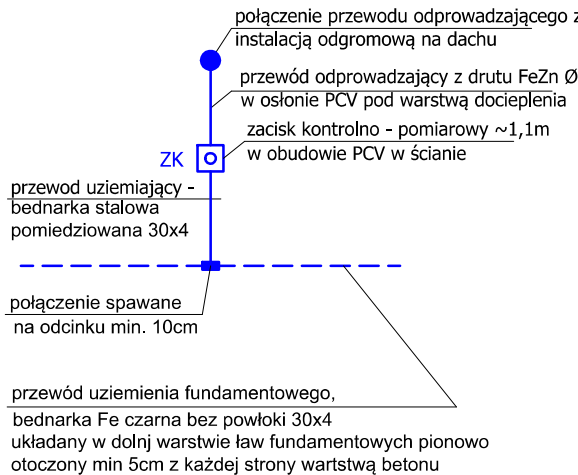 połączenie przewodu odprowadzającego z
instalacją odgromową na dachu
przewód odprowadzający z drutu FeZn Ø
w osłonie PCV pod warstwą docieplenia
zacisk kontrolno - pomiarowy ~1,1m
w obudowie PCV w ścianie
ZK
przewod uziemiający -
bednarka stalowa
pomiedziowana 30x4
połączenie spawane
na odcinku min. 10cm
przewód uziemienia fundamentowego,
bednarka Fe czarna bez powłoki 30x4
układany w dolnj warstwie ław fundamentowych pionowo
otoczony min 5cm z każdej strony wartstwą betonu